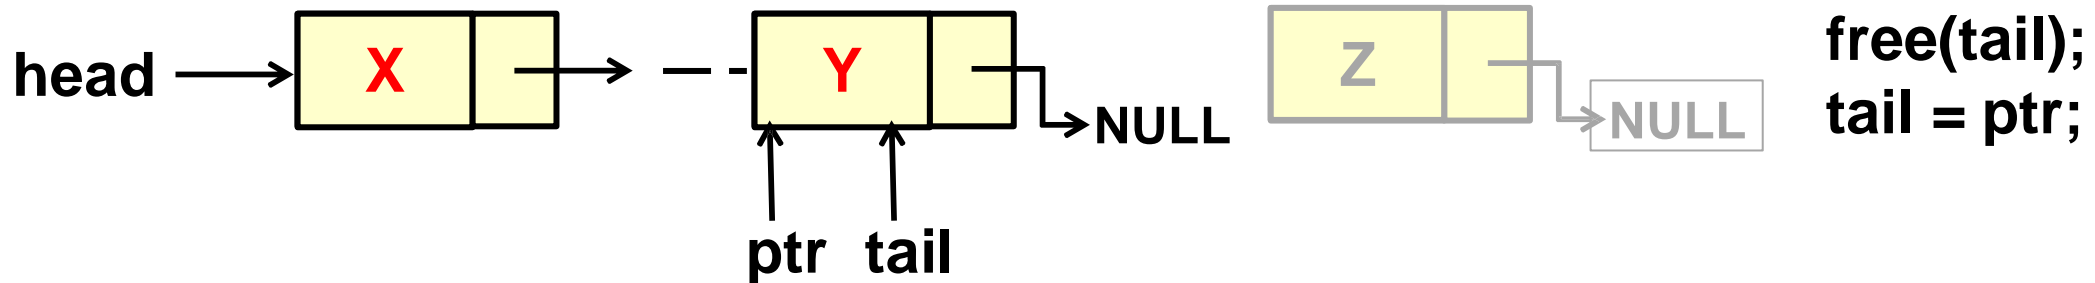 head X Y NULL Z NULL
free(tail);
tail = ptr;
ptr tail